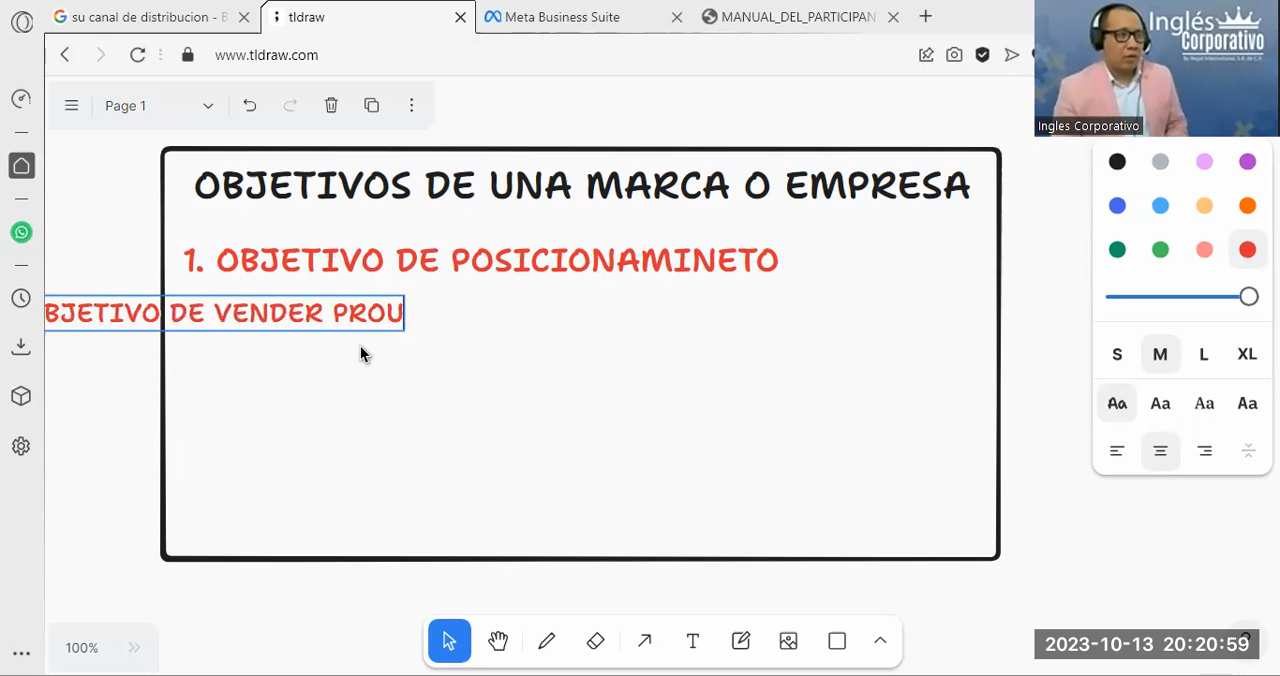 su canal de distribucion - B
tldraw
Meta Business Suite
MANUAL_DEL_PARTICIPAN
www.tldraw.com
Inglés
Corporativo
Ingles Corporativo
Page 1
OBJETIVOS DE UNA MARCA O EMPRESA
1. OBJETIVO DE POSICIONAMINETO
BJETIVO DE VENDER PROU
S M L XL
Aa Aa Aa Aa
100%
T
2023-10-13 20:20:59